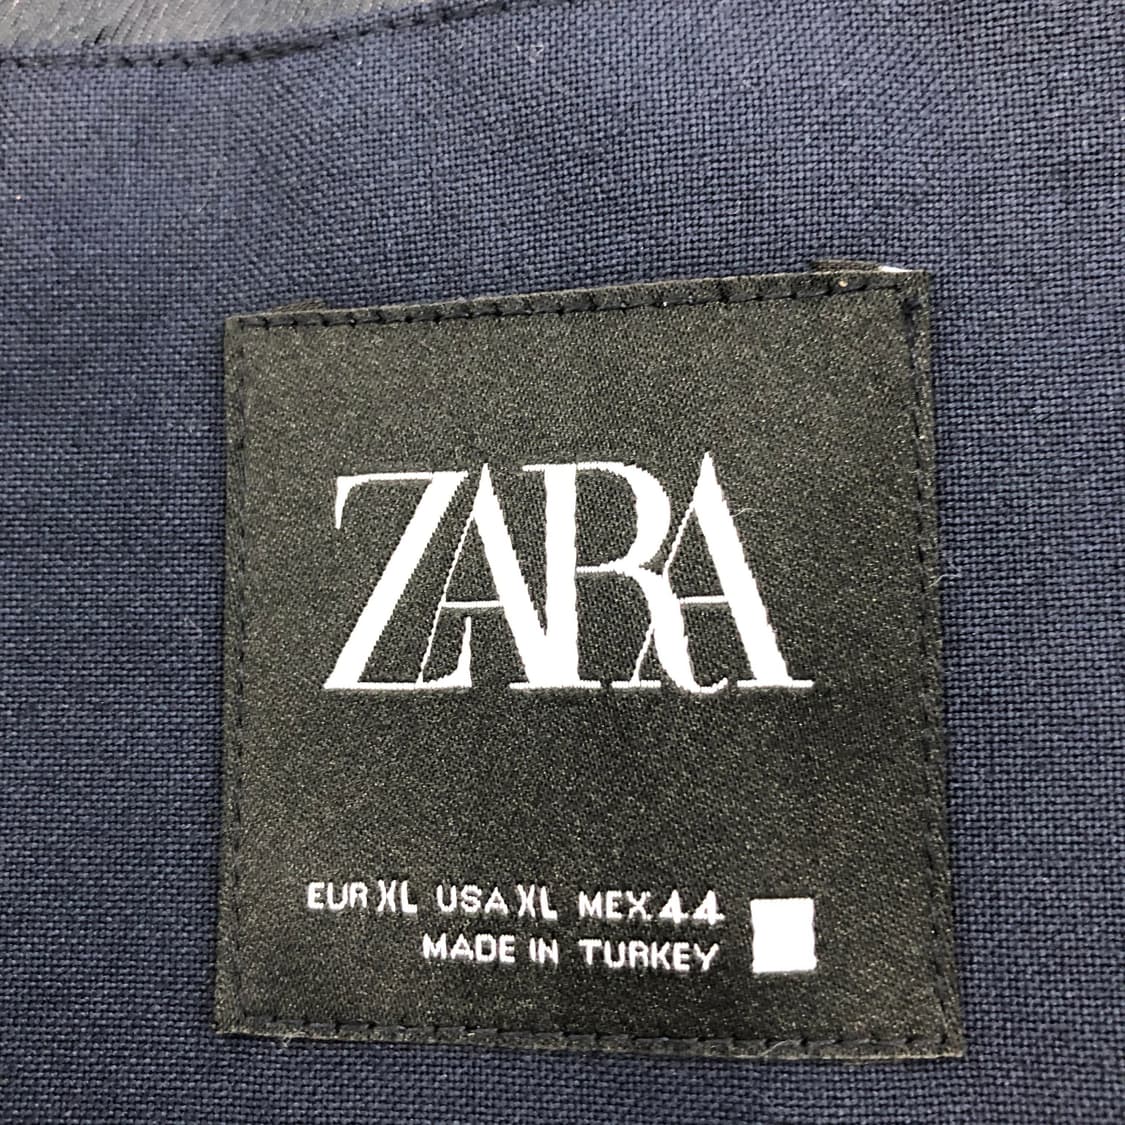 ZARA
EUR XL USA XL MEX 44
MADE IN TURKEY